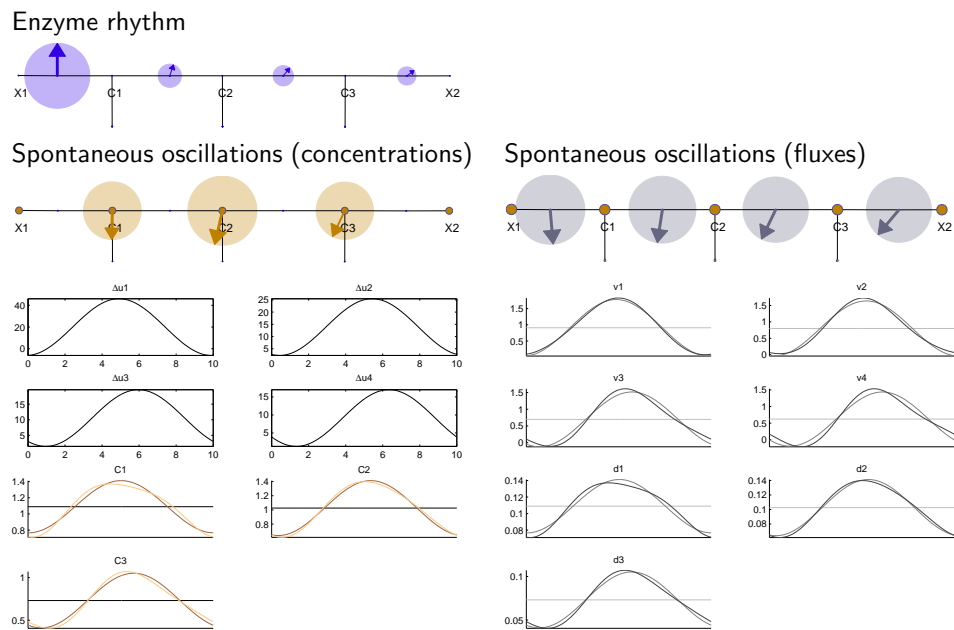 Enzyme rhythm
X1 C1 C2 C3 X2
Spontaneous oscillations (concentrations)
X1 C1 C2 C3 X2
Spontaneous oscillations (fluxes)
X1 C1 C2 C3 X2
Δu1
40
20
0
0 2 4 6 8 10
Δu2
25
20
15
10
5
0 2 4 6 8 10
Δu3
15
10
5
0 2 4 6 8 10
Δu4
15
10
5
0 2 4 6 8 10
C1
1.4
1.2
1
0.8
C2
1.4
1.2
1
0.8
C3
1
0.5
v1
1.5
1
0.5
v2
1.5
1
0.5
0
v3
1.5
1
0.5
0
v4
1.5
1
0.5
0
d1
0.14
0.12
0.1
0.08
d2
0.14
0.12
0.1
0.08
d3
0.1
0.05